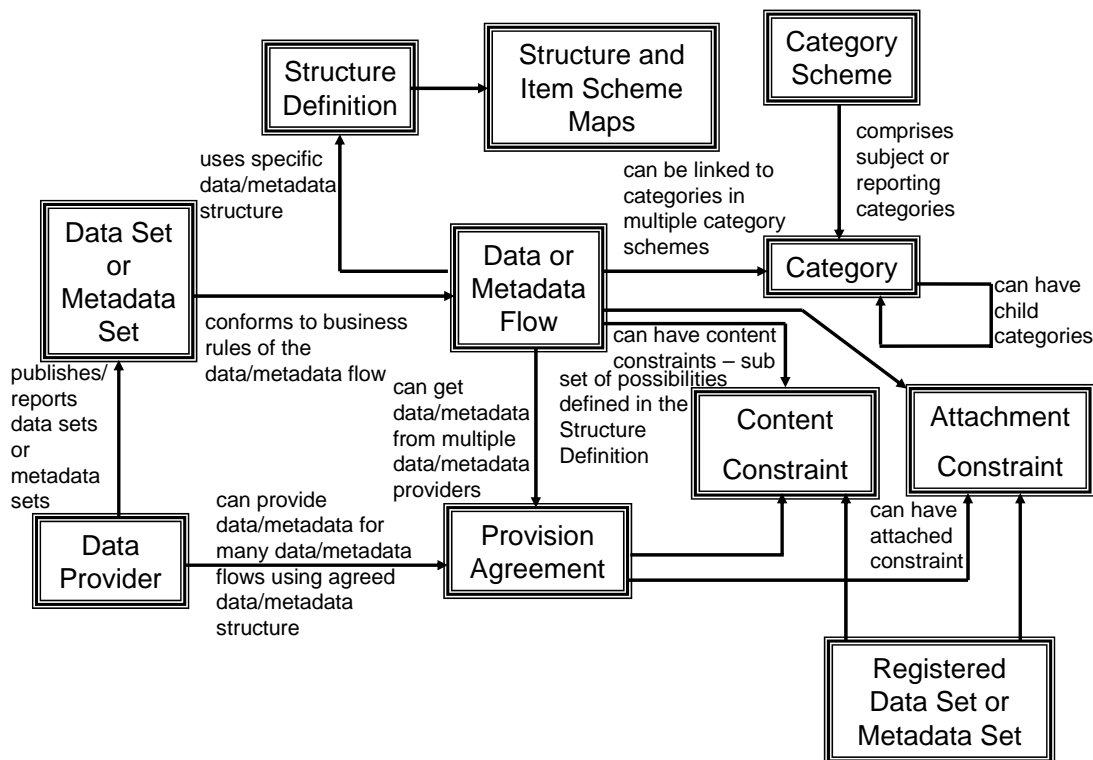 Structure
Definition
Structure and
Item Scheme
Maps
Category
Scheme
uses specific
data/metadata
structure
can be linked to
categories in
multiple category
schemes
comprises
subject or
reporting
categories
Data Set
or
Metadata
Set
Data or
Metadata
Flow
Category
can have
child
categories
conforms to business
rules of the
data/metadata flow
can have content
constraints – sub
set of possibilities
defined in the
Structure
Definition
publishes/
reports
data sets
or
metadata
sets
can get
data/metadata
from multiple
data/metadata
providers
Content
Constraint
Attachment
Constraint
Data
Provider
can provide
data/metadata for
many data/metadata
flows using agreed
data/metadata
structure
Provision
Agreement
can have
attached
constraint
Registered
Data Set or
Metadata Set